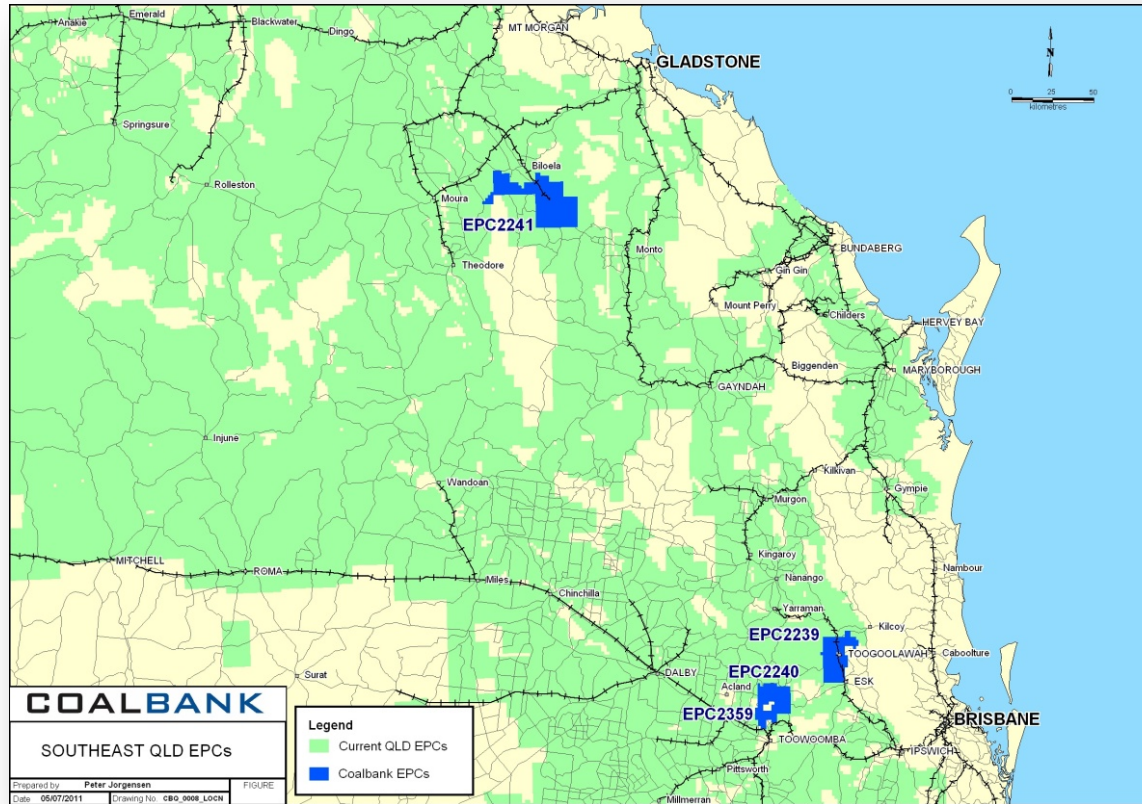 Anakie
Emerald
Blackwater
Dingo
MT MORGAN
GLADSTONE
N
0 25 50
kilometres
Springsure
Rolleston
Biloela
Moura
EPC2241
Theodore
Monto
BUNDABERG
Gin Gin
Mount Perry
Childers
HERVEY BAY
Biggenden
MARYBOROUGH
GAYNDAH
Injune
Wandoan
Kilkivan
Gympie
Murgon
MITCHELL
ROMA
Miles
Kingaroy
Nambour
Chinchilla
Nanango
Yarraman
Kilcoy
EPC2239
TOOGOOLAWAH
Caboolture
Surat
DALBY
EPC2240
Acland
ESK
EPC2359
BRISBANE
TOOWOOMBA
IPSWICH
Pittsworth
Millmerran
COALBANK
SOUTHEAST QLD EPCs
Prepared by Peter Jorgensen
FIGURE
Date 05/07/2011 Drawing No. CBG_0008_LOCN
Legend
Current QLD EPCs
Coalbank EPCs